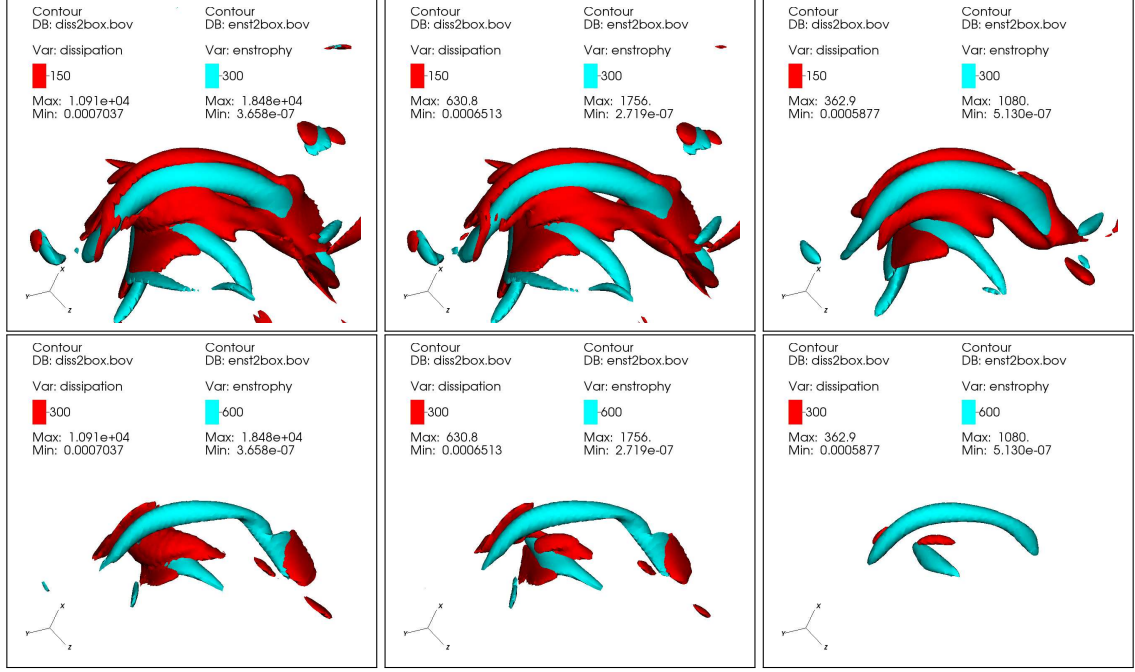 Contour
DB: diss2box.bov
Var: dissipation
150
Max: 1.091e+04
Min: 0.0007037
Contour
DB: enst2box.bov
Var: enstrophy
300
Max: 1.848e+04
Min: 3.658e-07
X
Y
Z
Contour
DB: diss2box.bov
Var: dissipation
150
Max: 630.8
Min: 0.0006513
Contour
DB: enst2box.bov
Var: enstrophy
300
Max: 1756.
Min: 2.719e-07
X
Y
Z
Contour
DB: diss2box.bov
Var: dissipation
150
Max: 362.9
Min: 0.0005877
Contour
DB: enst2box.bov
Var: enstrophy
300
Max: 1080.
Min: 5.130e-07
X
Y
Z
Contour
DB: diss2box.bov
Var: dissipation
300
Max: 1.091e+04
Min: 0.0007037
Contour
DB: enst2box.bov
Var: enstrophy
600
Max: 1.848e+04
Min: 3.658e-07
X
Y
Z
Contour
DB: diss2box.bov
Var: dissipation
300
Max: 630.8
Min: 0.0006513
Contour
DB: enst2box.bov
Var: enstrophy
600
Max: 1756.
Min: 2.719e-07
X
Y
Z
Contour
DB: diss2box.bov
Var: dissipation
300
Max: 362.9
Min: 0.0005877
Contour
DB: enst2box.bov
Var: enstrophy
600
Max: 1080.
Min: 5.130e-07
X
Y
Z